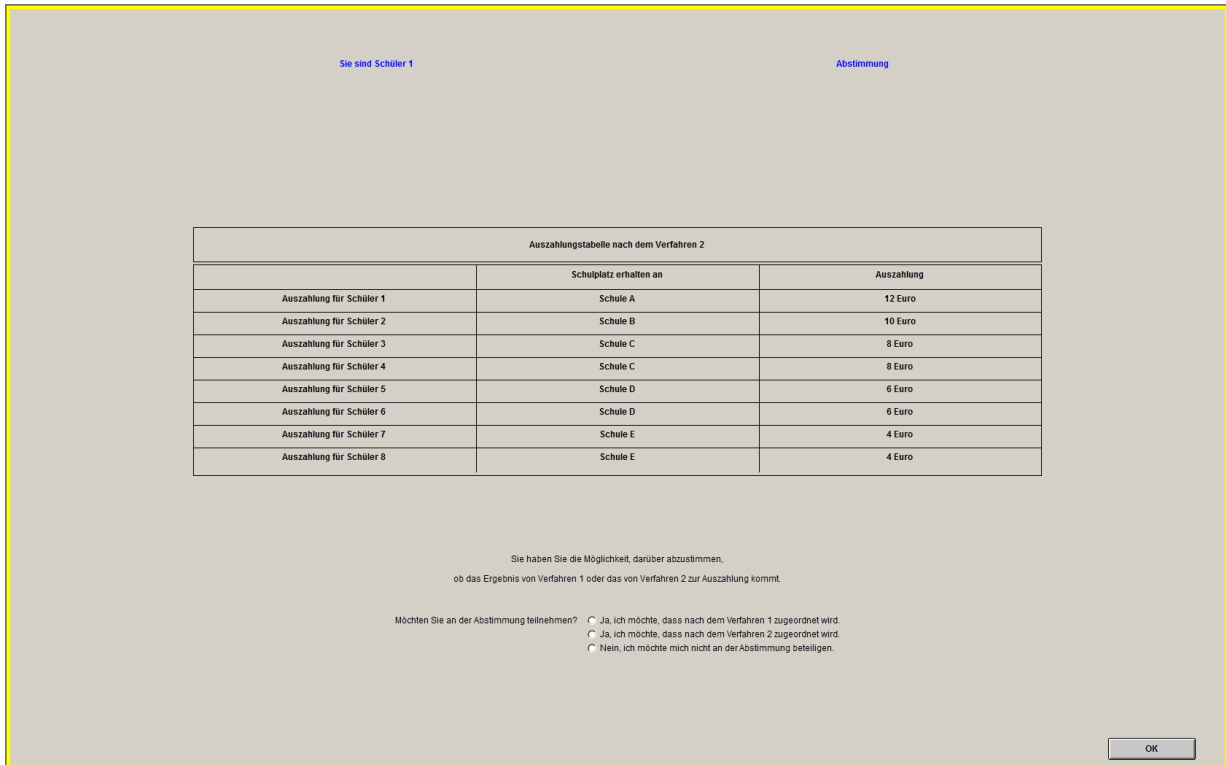 Sie sind Schüler 1 Abstimmung
Auszahlungstabelle nach dem Verfahren 2
Schulplatz erhalten an Auszahlung
Auszahlung für Schüler 1 Schule A 12 Euro
Auszahlung für Schüler 2 Schule B 10 Euro
Auszahlung für Schüler 3 Schule C 8 Euro
Auszahlung für Schüler 4 Schule C 8 Euro
Auszahlung für Schüler 5 Schule D 6 Euro
Auszahlung für Schüler 6 Schule D 6 Euro
Auszahlung für Schüler 7 Schule E 4 Euro
Auszahlung für Schüler 8 Schule E 4 Euro
Sie haben Sie die Möglichkeit, darüber abzustimmen,
ob das Ergebnis von Verfahren 1 oder das von Verfahren 2 zur Auszahlung kommt.
Möchten Sie an der Abstimmung teilnehmen? Ja, ich möchte, dass nach dem Verfahren 1 zugeordnet wird.
Ja, ich möchte, dass nach dem Verfahren 2 zugeordnet wird.
Nein, ich möchte mich nicht an der Abstimmung beteiligen.
OK